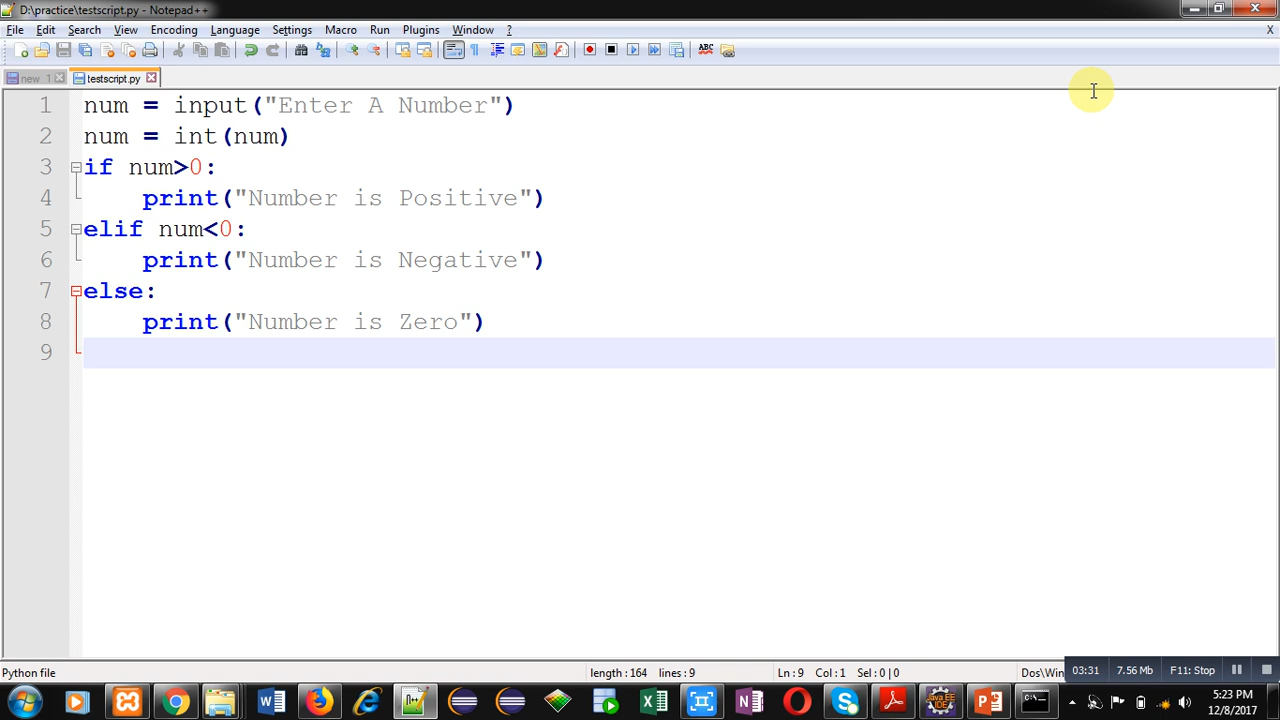 D:\practice\testscript.py - Notepad++
File Edit Search View Encoding Language Settings Macro Run Plugins Window ? X
new 1 testscript.py
1 num = input("Enter A Number")
2 num = int(num)
3 if num>0:
4 print("Number is Positive")
5 elif num<0:
6 print("Number is Negative")
7 else:
8 print("Number is Zero")
9
Python file length : 164 lines : 9 Ln : 9 Col : 1 Sel : 0 | 0 Dos\Win
03:31 7.56 Mb F11: Stop
5:23 PM
12/8/2017